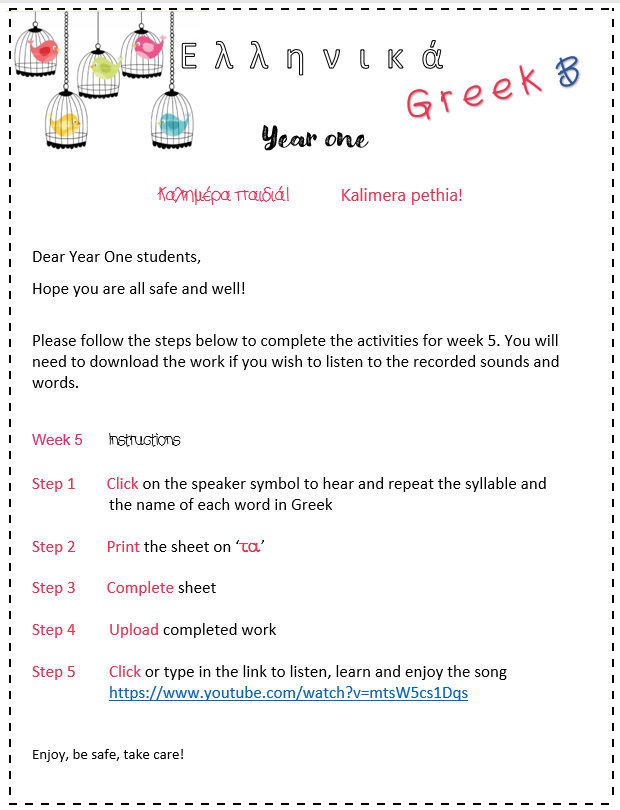 Ελληνικά
Greek B
Year one
Καλημέρα παιδιά! Kalimera pethia!
Dear Year One students,
Hope you are all safe and well!
Please follow the steps below to complete the activities for week 5. You will
need to download the work if you wish to listen to the recorded sounds and
words.
Week 5 Instructions
Step 1 Click on the speaker symbol to hear and repeat the syllable and
the name of each word in Greek
Step 2 Print the sheet on ‘τα’
Step 3 Complete sheet
Step 4 Upload completed work
Step 5 Click or type in the link to listen, learn and enjoy the song
https://www.youtube.com/watch?v=mtsW5cs1Dqs
Enjoy, be safe, take care!